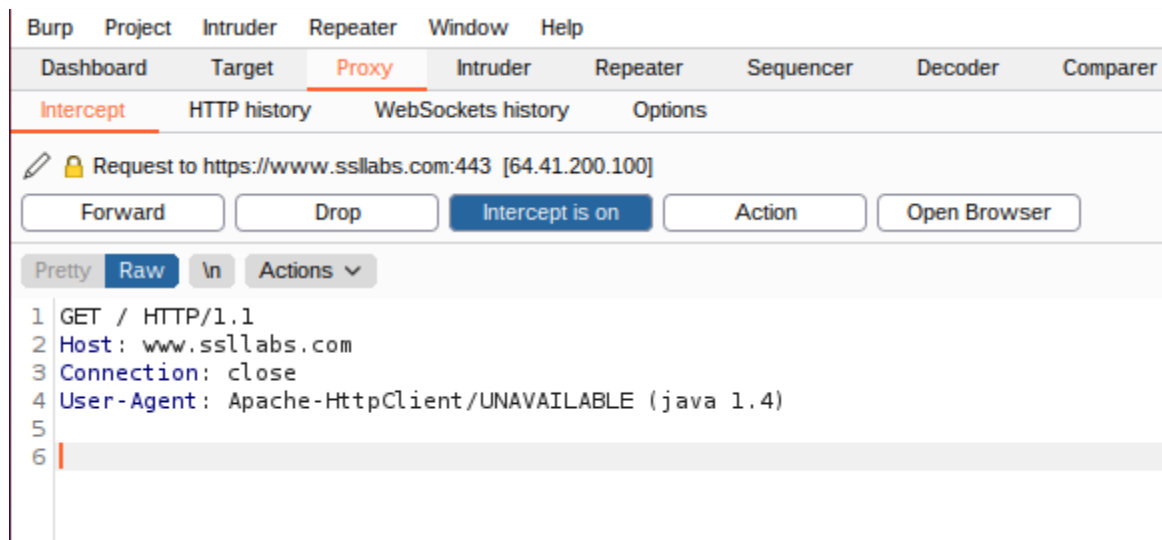 Burp Project Intruder Repeater Window Help
Dashboard Target Proxy Intruder Repeater Sequencer Decoder Comparer
Intercept HTTP history WebSockets history Options
Request to https://www.ssllabs.com:443 [64.41.200.100]
Forward Drop Intercept is on Action Open Browser
Pretty Raw \n Actions
1 GET / HTTP/1.1
2 Host: www.ssllabs.com
3 Connection: close
4 User-Agent: Apache-HttpClient/UNAVAILABLE (java 1.4)
5
6